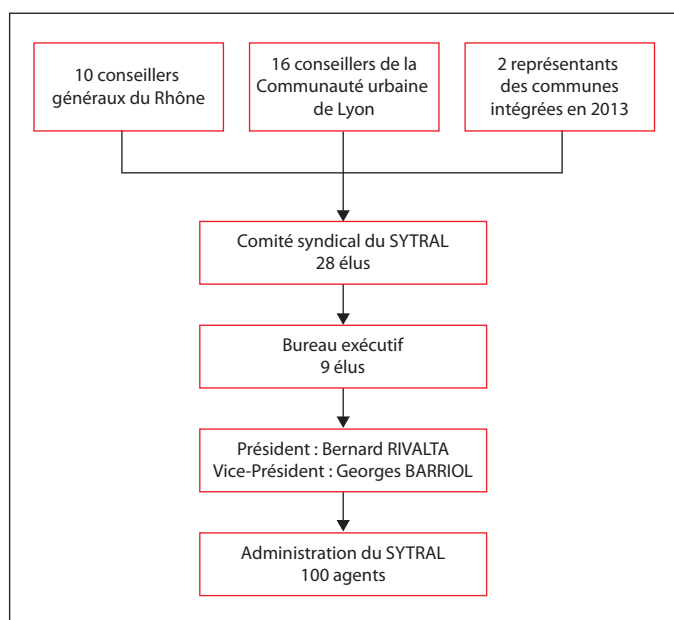 10 conseillers
généraux du Rhône
16 conseillers de la
Communauté urbaine
de Lyon
2 représentants
des communes
intégrées en 2013
Comité syndical du SYTRAL
28 élus
Bureau exécutif
9 élus
Président : Bernard RIVALTA
Vice-Président : Georges BARRIOL
Administration du SYTRAL
100 agents